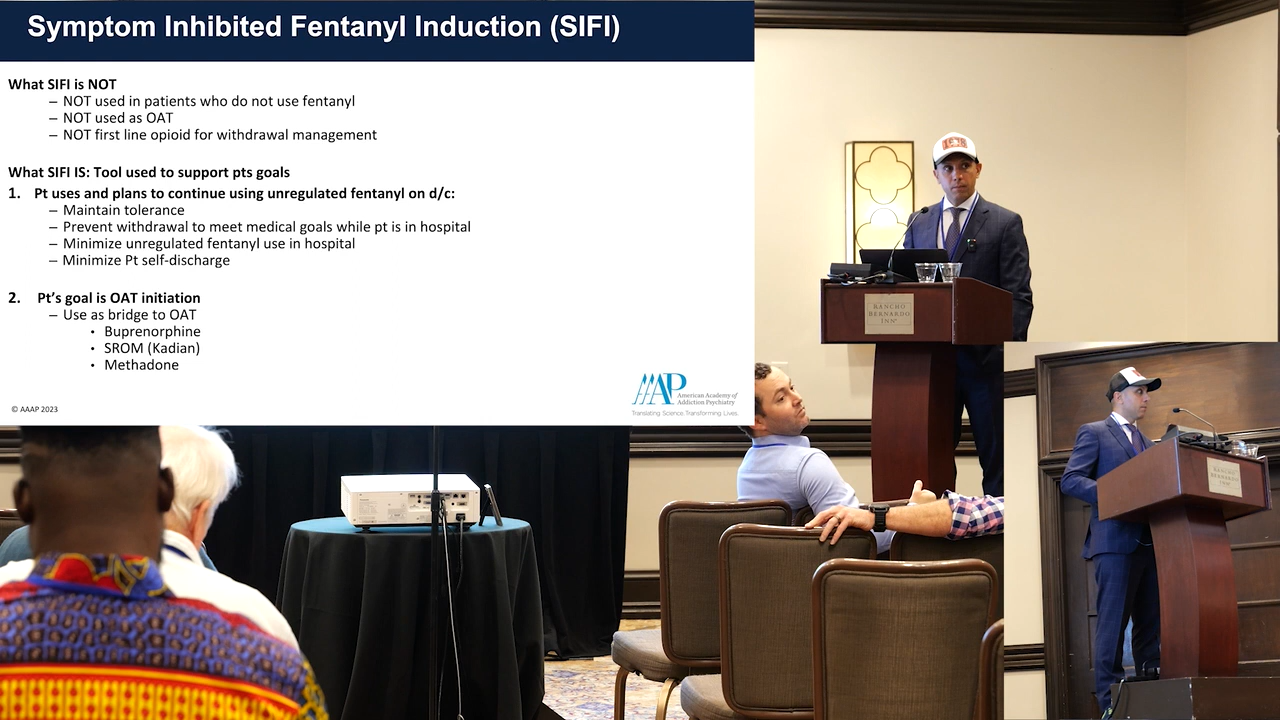 Symptom Inhibited Fentanyl Induction (SIFI)
What SIFI is NOT
– NOT used in patients who do not use fentanyl
– NOT used as OAT
– NOT first line opioid for withdrawal management
What SIFI IS: Tool used to support pts goals
1. Pt uses and plans to continue using unregulated fentanyl on d/c:
– Maintain tolerance
– Prevent withdrawal to meet medical goals while pt is in hospital
– Minimize unregulated fentanyl use in hospital
– Minimize Pt self-discharge
2. Pt's goal is OAT initiation
– Use as bridge to OAT
• Buprenorphine
• SROM (Kadian)
• Methadone
© AAAP 2023
AAAP
American Academy of
Addiction Psychiatry
Translating Science. Transforming Lives.
RANCHO
BERNARDO
INN
RANCHO
BERNARDO
INN